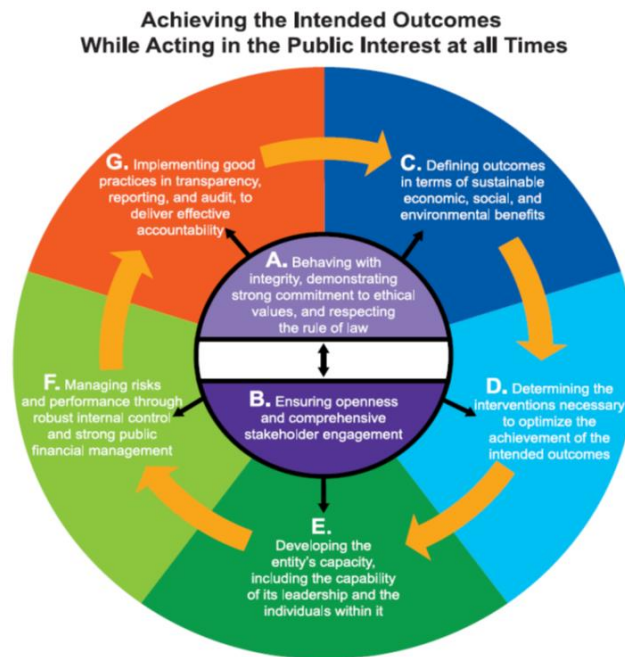 Achieving the Intended Outcomes
While Acting in the Public Interest at all Times
G. Implementing good
practices in transparency,
reporting, and audit, to
deliver effective
accountability
C. Defining outcomes
in terms of sustainable
economic, social, and
environmental benefits
A. Behaving with
integrity, demonstrating
strong commitment to ethical
values, and respecting
the rule of law
F. Managing risks
and performance through
robust internal control
and strong public
financial management
B. Ensuring openness
and comprehensive
stakeholder engagement
D. Determining the
interventions necessary
to optimize the
achievement of the
intended outcomes
E.
Developing the
entity's capacity,
including the capability
of its leadership and the
individuals within it